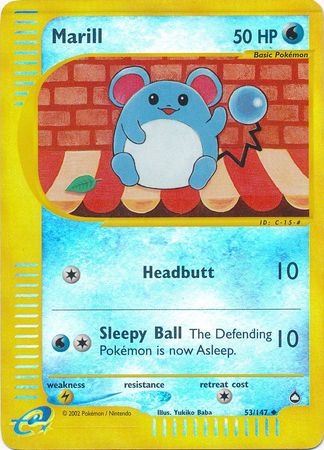 Marill 50 HP
Basic Pokémon
ID: C-15-#
Headbutt 10
Sleepy Ball The Defending 10
Pokémon is now Asleep.
weakness resistance retreat cost
e
© 2002 Pokémon / Nintendo Illus. Yukiko Baba 53/147